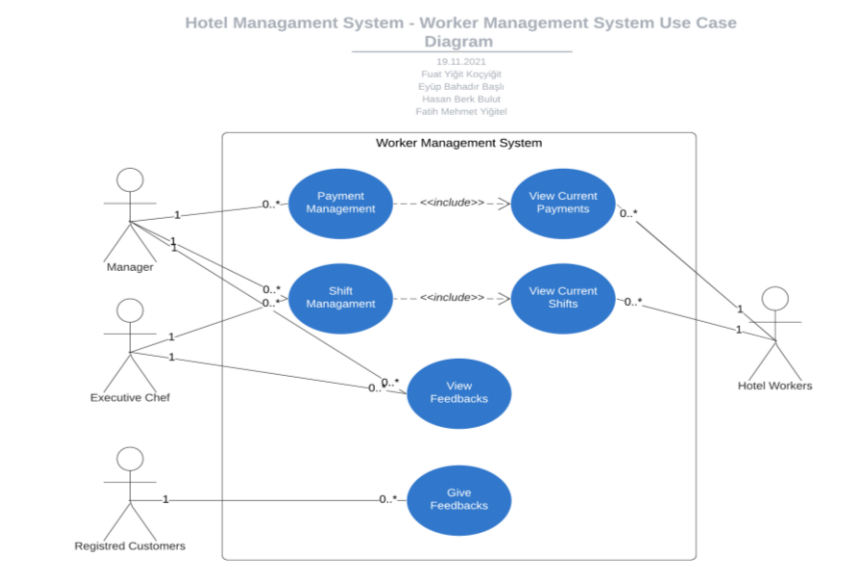 Hotel Managament System - Worker Management System Use Case
Diagram
19.11.2021
Fuat Yiğit Koçyiğit
Eyüp Bahadır Başlı
Hasan Berk Bulut
Fatih Mehmet Yiğitel
Worker Management System
Payment
Management
<<include>>
View Current
Payments
1
0..*
0..*
Manager
1
1
0..*
0..*
Shift
Managament
<<include>>
View Current
Shifts
0..*
1
1
Hotel Workers
1
1
Executive Chef
0..*
0..*
View
Feedbacks
1
0..*
Give
Feedbacks
Registred Customers